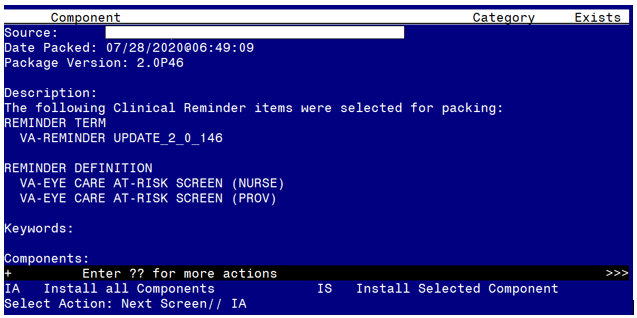 Component Category Exists
Source:
Date Packed: 07/28/2020@06:49:09
Package Version: 2.0P46
Description:
The following Clinical Reminder items were selected for packing:
REMINDER TERM
VA-REMINDER UPDATE_2_0_146
REMINDER DEFINITION
VA-EYE CARE AT-RISK SCREEN (NURSE)
VA-EYE CARE AT-RISK SCREEN (PROV)
Keywords:
Components:
+ Enter ?? for more actions >>>
IA Install all Components IS Install Selected Component
Select Action: Next Screen// IA